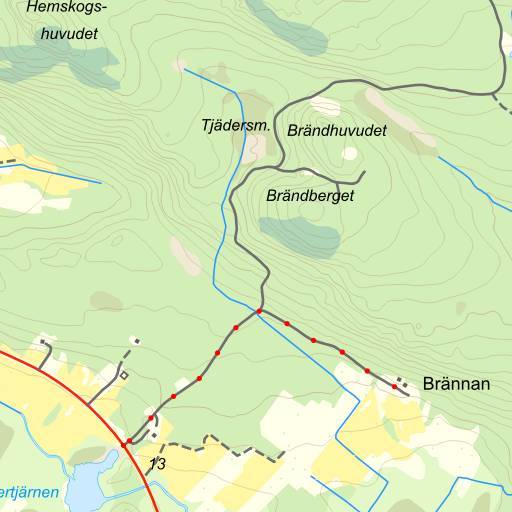 Hemskogs-
huvudet
Tjädersm.
Brändhuvudet
Brändberget
Brännan
13
ertjärnen